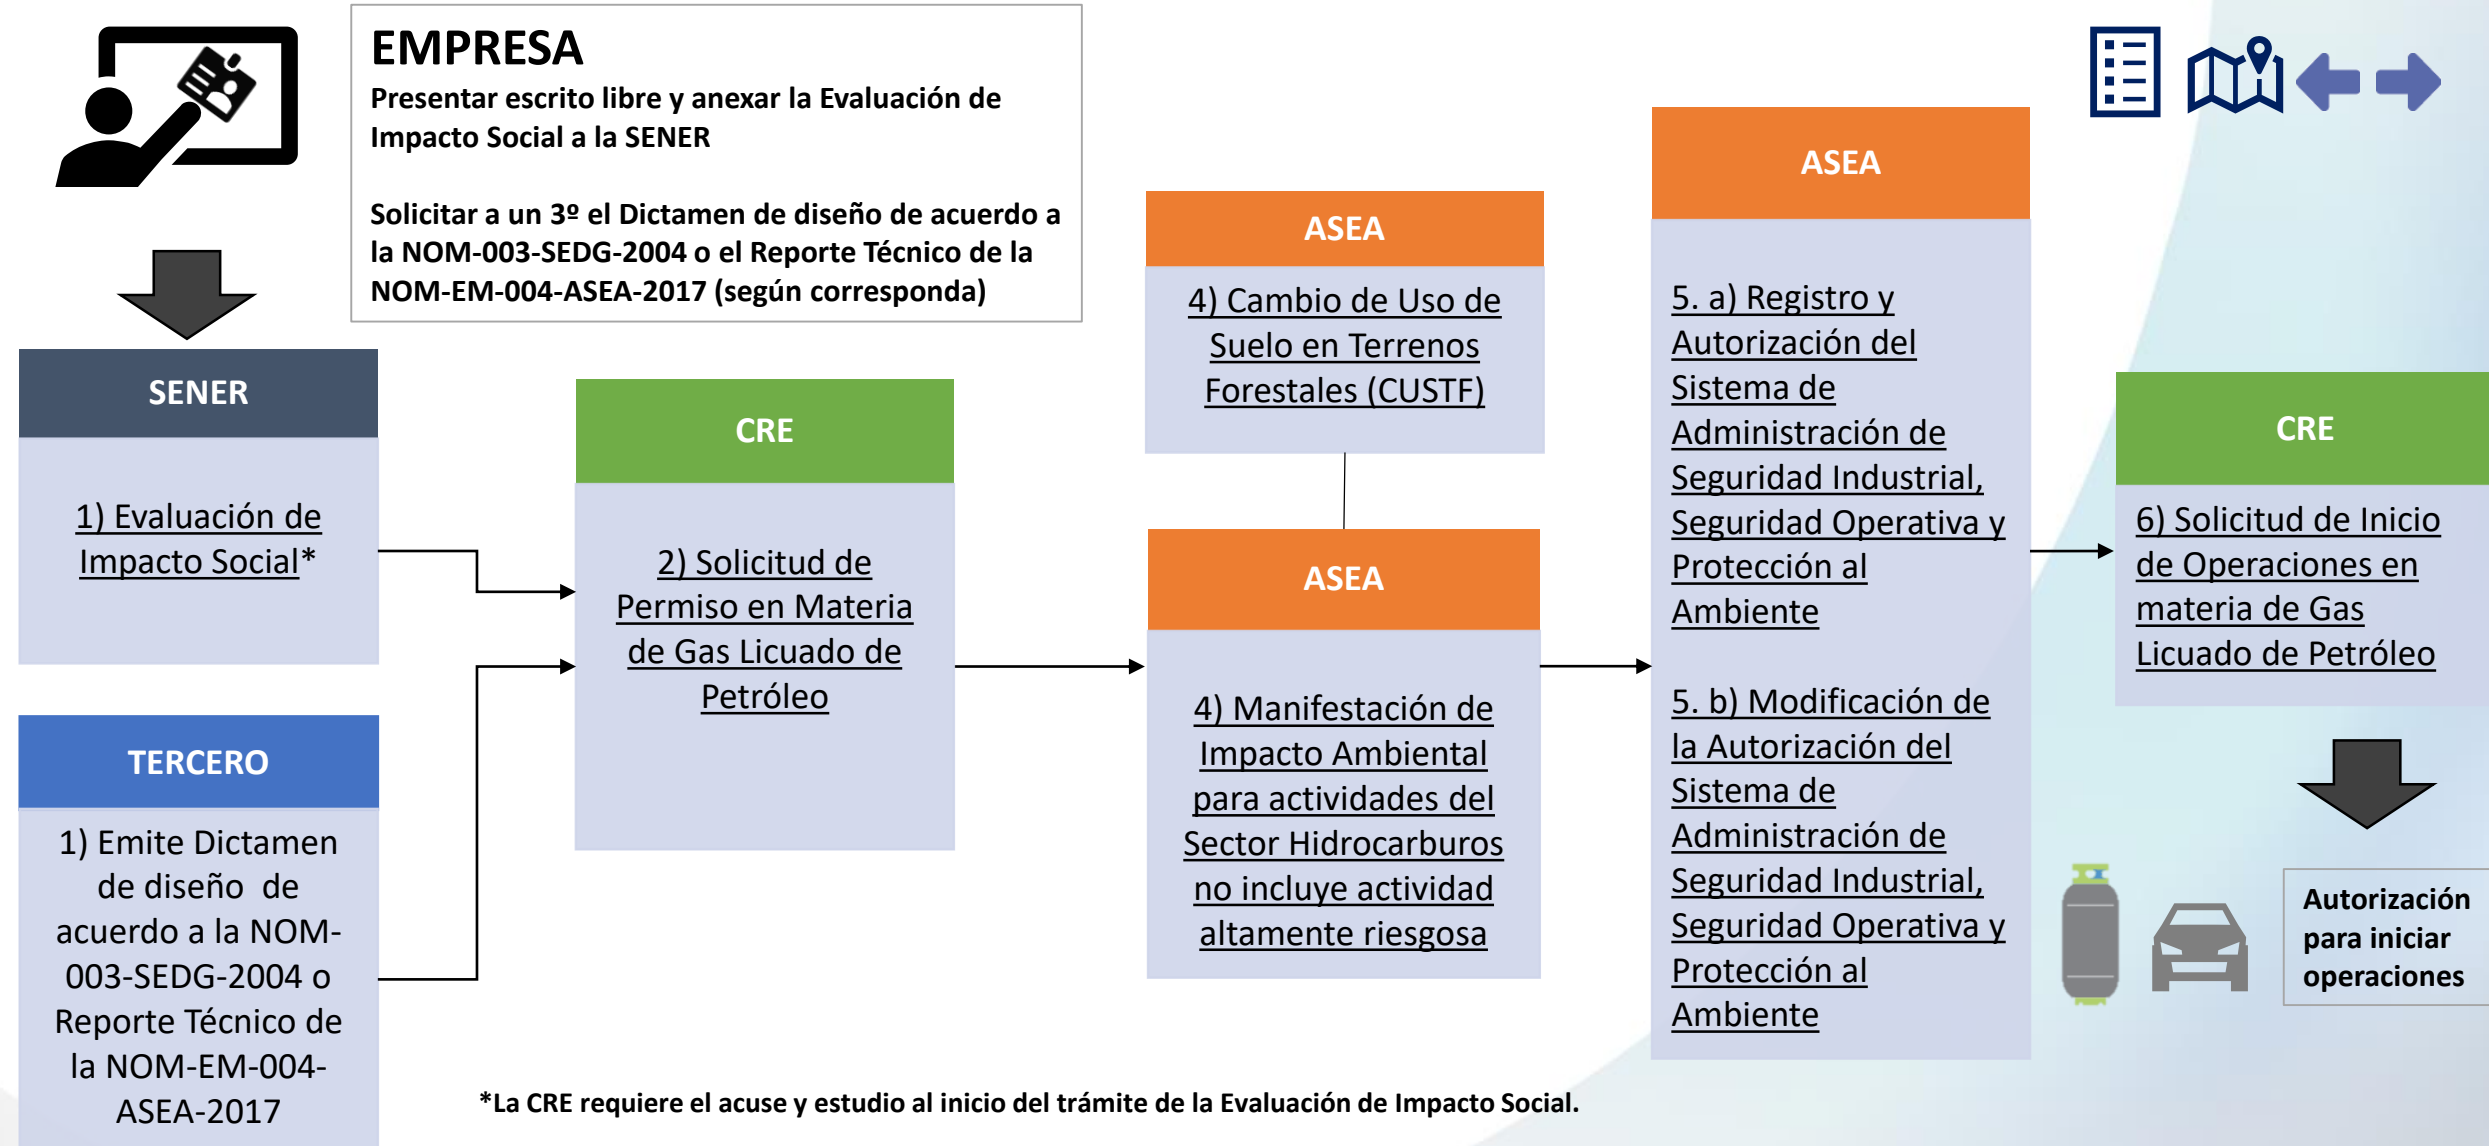 EMPRESA
Presentar escrito libre y anexar la Evaluación de
Impacto Social a la SENER
Solicitar a un 3º el Dictamen de diseño de acuerdo a
la NOM-003-SEDG-2004 o el Reporte Técnico de la
NOM-EM-004-ASEA-2017 (según corresponda)
SENER
1) Evaluación de
Impacto Social*
TERCERO
1) Emite Dictamen
de diseño de
acuerdo a la NOM-
003-SEDG-2004 o
Reporte Técnico de
la NOM-EM-004-
ASEA-2017
CRE
2) Solicitud de
Permiso en Materia
de Gas Licuado de
Petróleo
ASEA
4) Cambio de Uso de
Suelo en Terrenos
Forestales (CUSTF)
ASEA
4) Manifestación de
Impacto Ambiental
para actividades del
Sector Hidrocarburos
no incluye actividad
altamente riesgosa
ASEA
5. a) Registro y
Autorización del
Sistema de
Administración de
Seguridad Industrial,
Seguridad Operativa y
Protección al
Ambiente
5. b) Modificación de
la Autorización del
Sistema de
Administración de
Seguridad Industrial,
Seguridad Operativa y
Protección al
Ambiente
CRE
6) Solicitud de Inicio
de Operaciones en
materia de Gas
Licuado de Petróleo
Autorización
para iniciar
operaciones
*La CRE requiere el acuse y estudio al inicio del trámite de la Evaluación de Impacto Social.